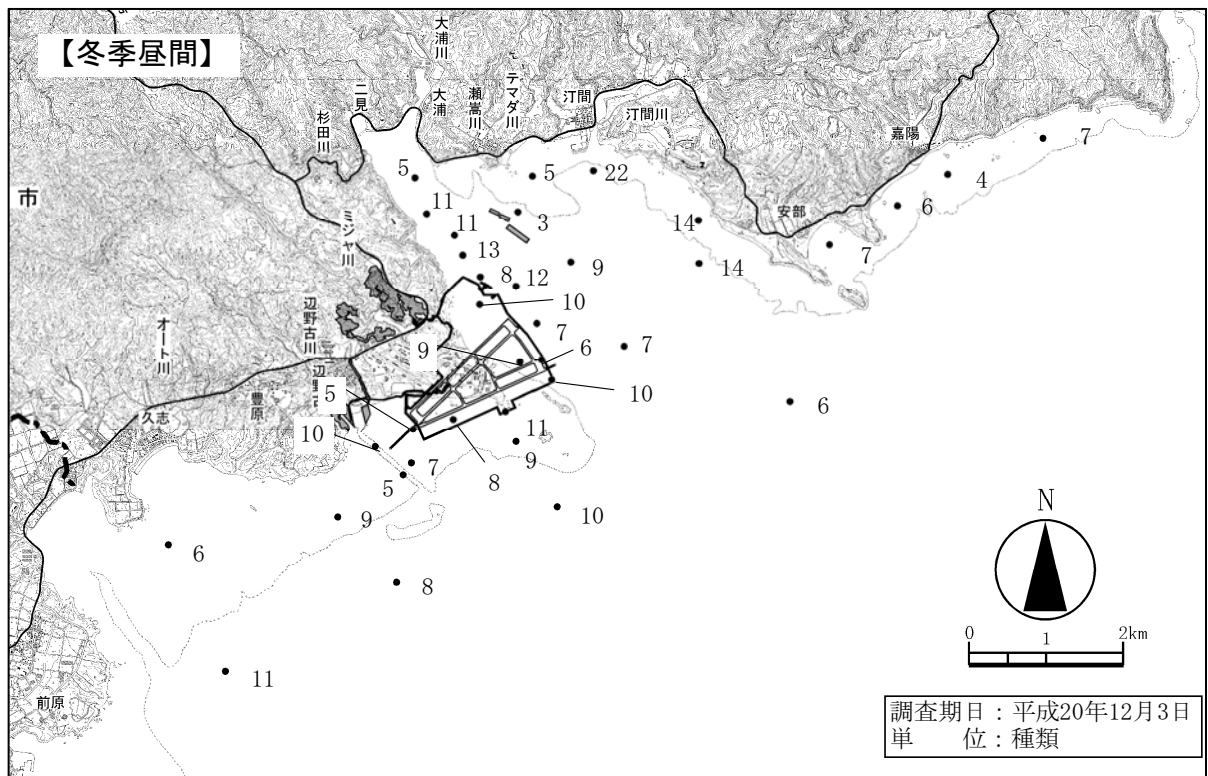 【冬季昼間】
大浦川
二見
大浦
瀬嵩川
テマダ川
汀間
汀間川
嘉陽
杉田川
市
安部
ミジャ川
辺野古川
オート川
辺野古
豊原
久志
前原
7
4
6
7
5
5
22
11
3
14
11
13
9
14
8
12
10
7
7
9
6
10
6
5
11
10
9
7
8
5
10
9
6
8
11
N
0 1 2km
調査期日：平成20年12月3日
単　　位：種類